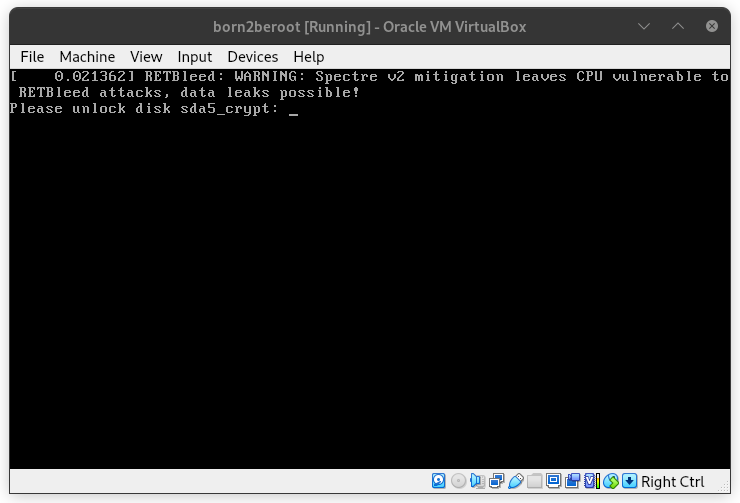 born2beroot [Running] - Oracle VM VirtualBox
File Machine View Input Devices Help
[    0.021362] RETBleed: WARNING: Spectre v2 mitigation leaves CPU vulnerable to
 RETBleed attacks, data leaks possible!
Please unlock disk sda5_crypt: _
Right Ctrl